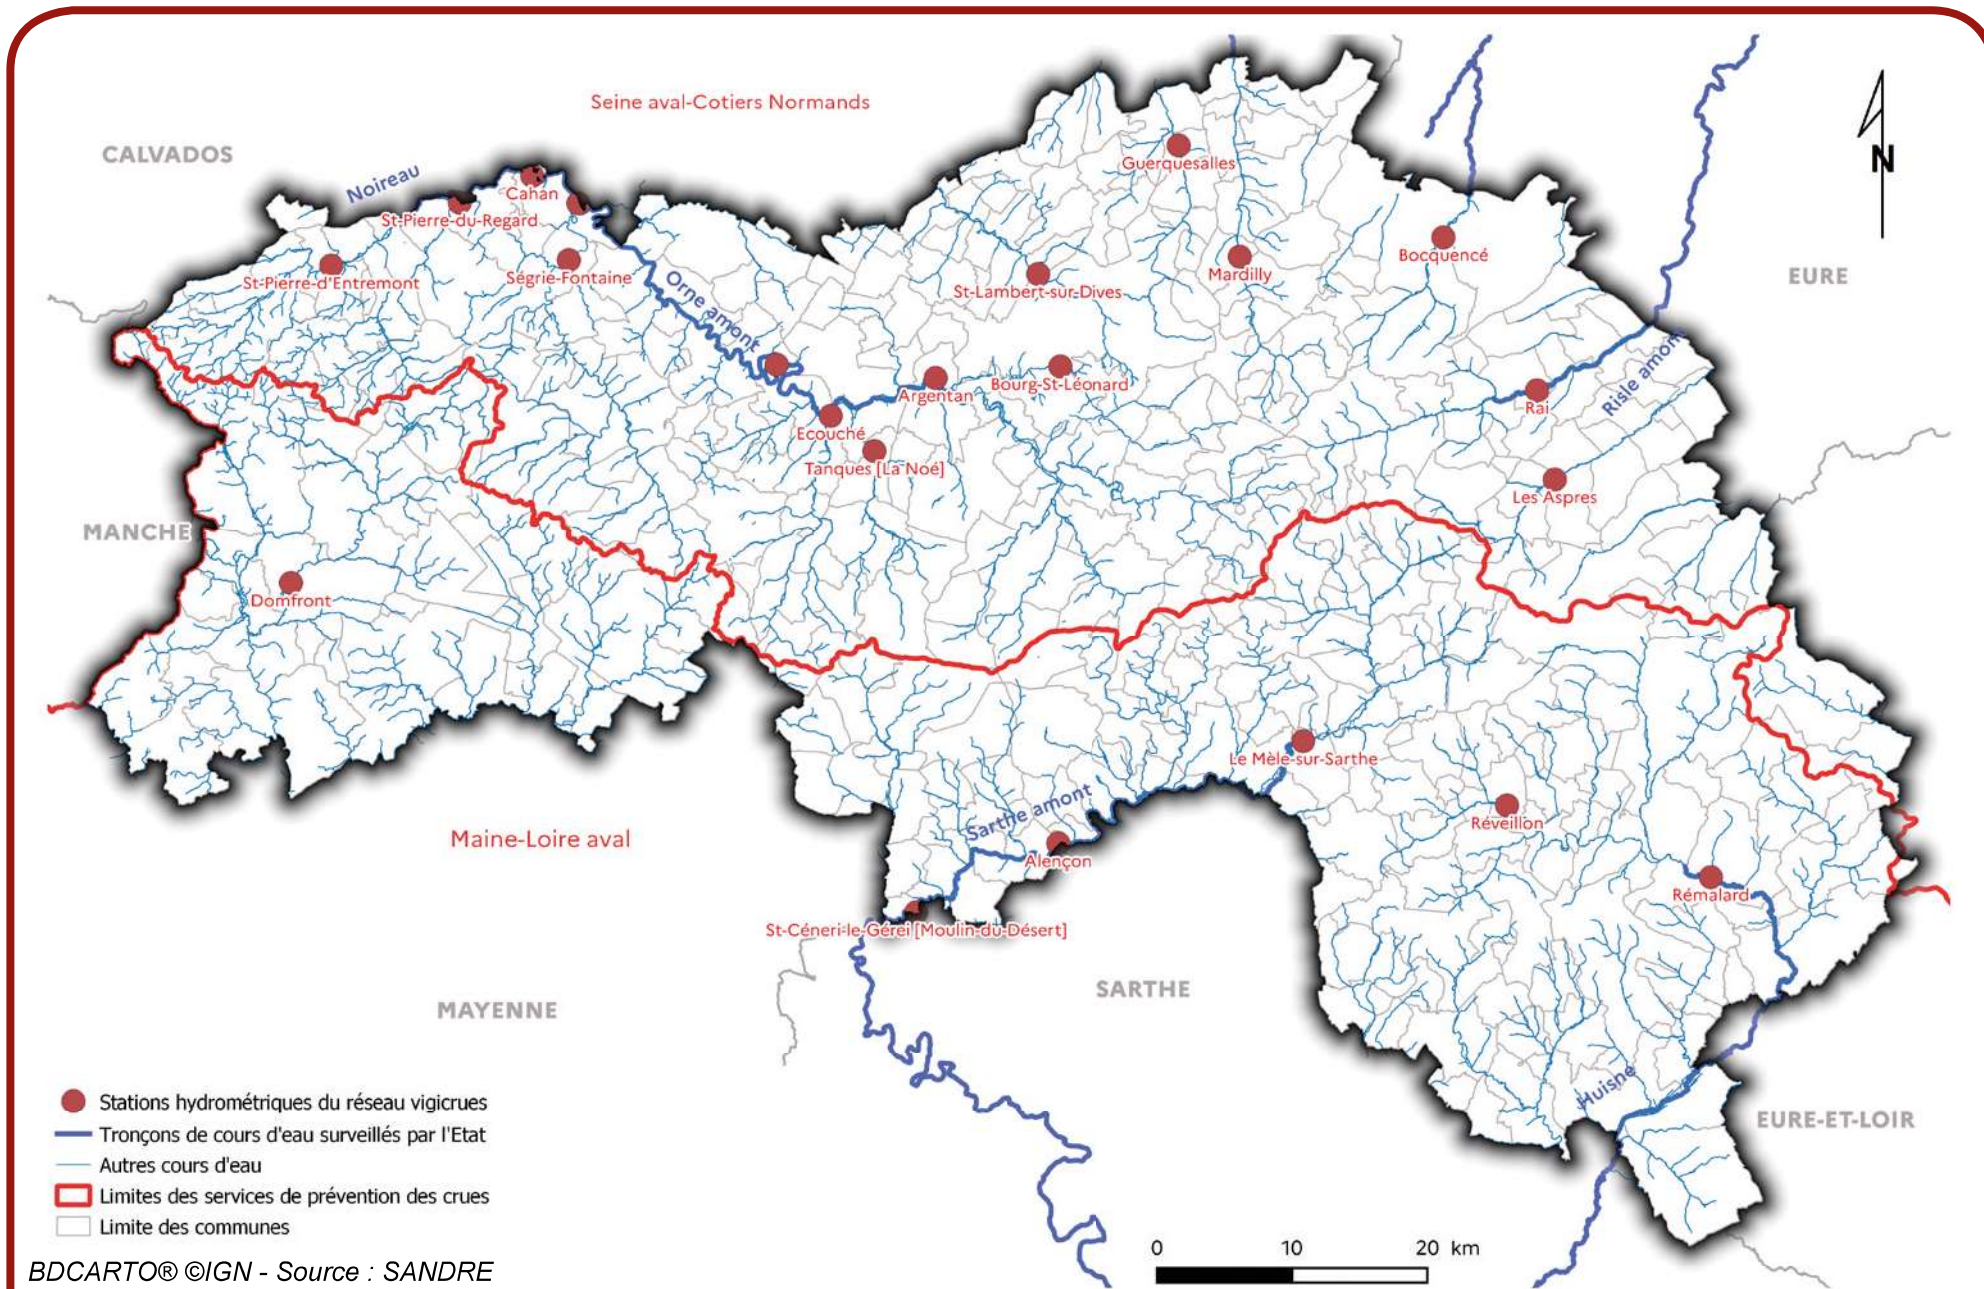 Seine aval-Cotiers Normands
CALVADOS
N
Noireau
Cahan
St-Pierre-du-Regard
Guerquesalles
St-Pierre-d'Entremont
Ségrie-Fontaine
Orne amont
St-Lambert-sur-Dives
Mardilly
Bocquencé
EURE
Argentan
Bourg-St-Léonard
Rai
Risle amont
Ecouché
Tanques [La Noé]
Les Aspres
MANCHE
Domfront
Le Mèle-sur-Sarthe
Sarthe amont
Réveillon
Maine-Loire aval
Alençon
Rémalard
St-Céneri-le-Gérei [Moulin-du-Désert]
SARTHE
MAYENNE
Huisne
EURE-ET-LOIR
Stations hydrométriques du réseau vigicrues
Tronçons de cours d'eau surveillés par l'Etat
Autres cours d'eau
Limites des services de prévention des crues
Limite des communes
0 10 20 km
BDCARTO® ©IGN - Source : SANDRE